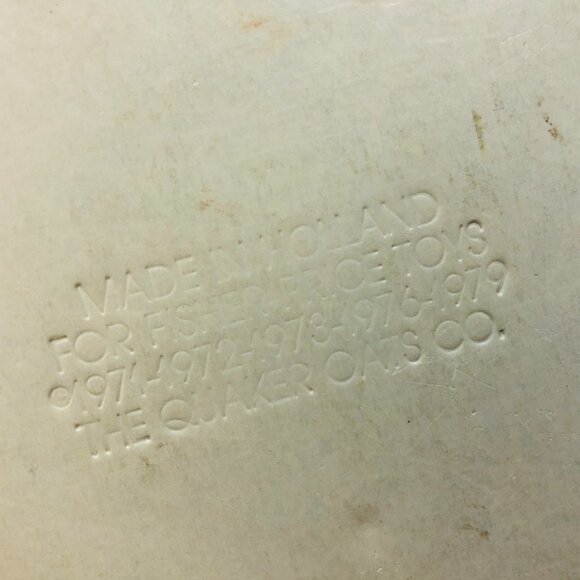 MADE IN HOLLAND
FOR FISHER PRICE TOYS
© 1971-1972-1973-1976-1979
THE QUAKER OATS CO.